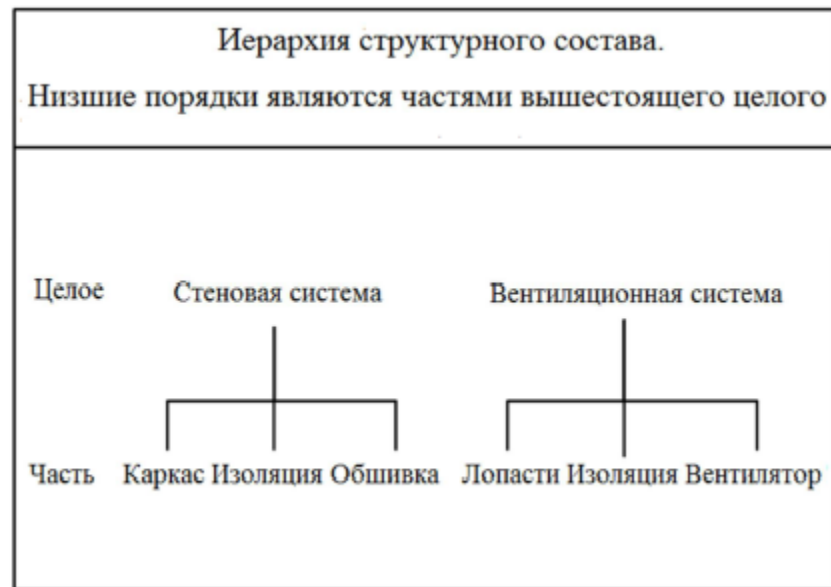 Иерархия структурного состава.
Низшие порядки являются частями вышестоящего целого
Целое Стеновая система Вентиляционная система
Часть Каркас Изоляция Обшивка Лопасти Изоляция Вентилятор